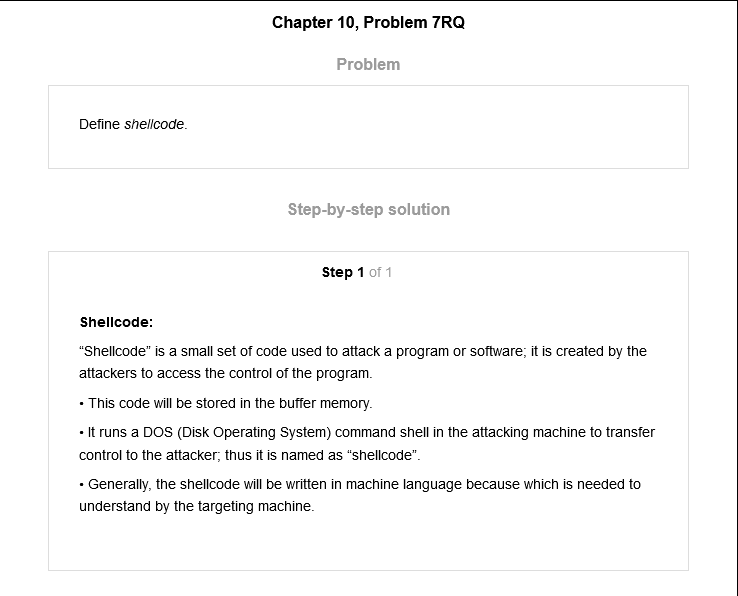 Chapter 10, Problem 7RQ
Problem
Define shellcode.
Step-by-step solution
Step 1 of 1
Shellcode:
“Shellcode” is a small set of code used to attack a program or software; it is created by the
attackers to access the control of the program.
• This code will be stored in the buffer memory.
• It runs a DOS (Disk Operating System) command shell in the attacking machine to transfer
control to the attacker; thus it is named as “shellcode”.
• Generally, the shellcode will be written in machine language because which is needed to
understand by the targeting machine.